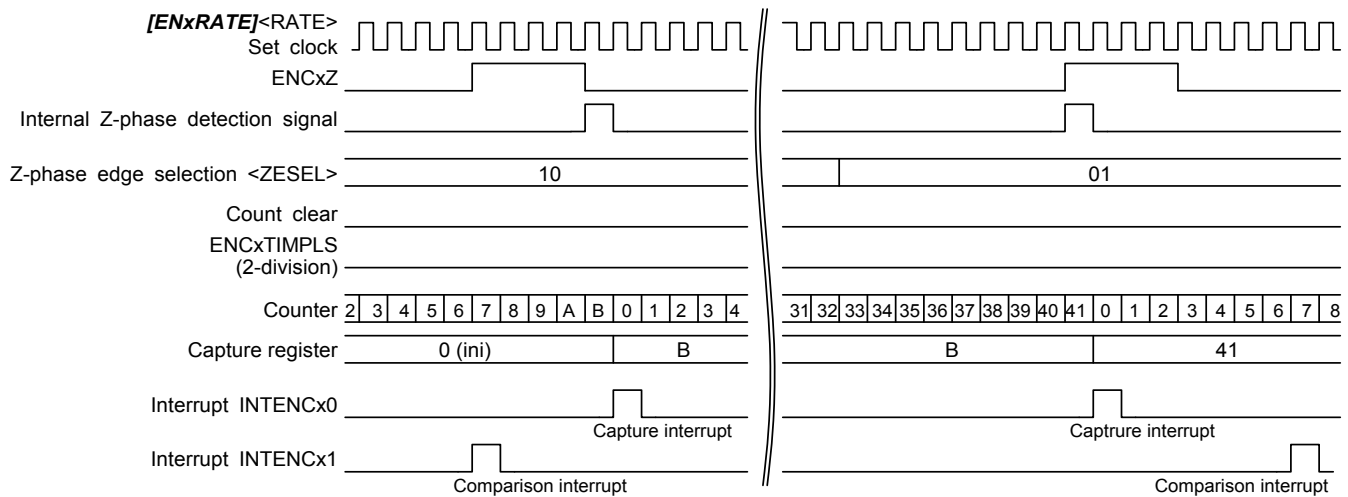 [ENxRATE]<RATE>
Set clock
ENCxZ
Internal Z-phase detection signal
Z-phase edge selection <ZESEL> 10 01
Count clear
ENCxTIMPLS
(2-division)
Counter 2 3 4 5 6 7 8 9 A B 0 1 2 3 4 31 32 33 34 35 36 37 38 39 40 41 0 1 2 3 4 5 6 7 8
Capture register 0 (ini) B B 41
Interrupt INTENCx0
Capture interrupt Captrure interrupt
Interrupt INTENCx1
Comparison interrupt Comparison interrupt